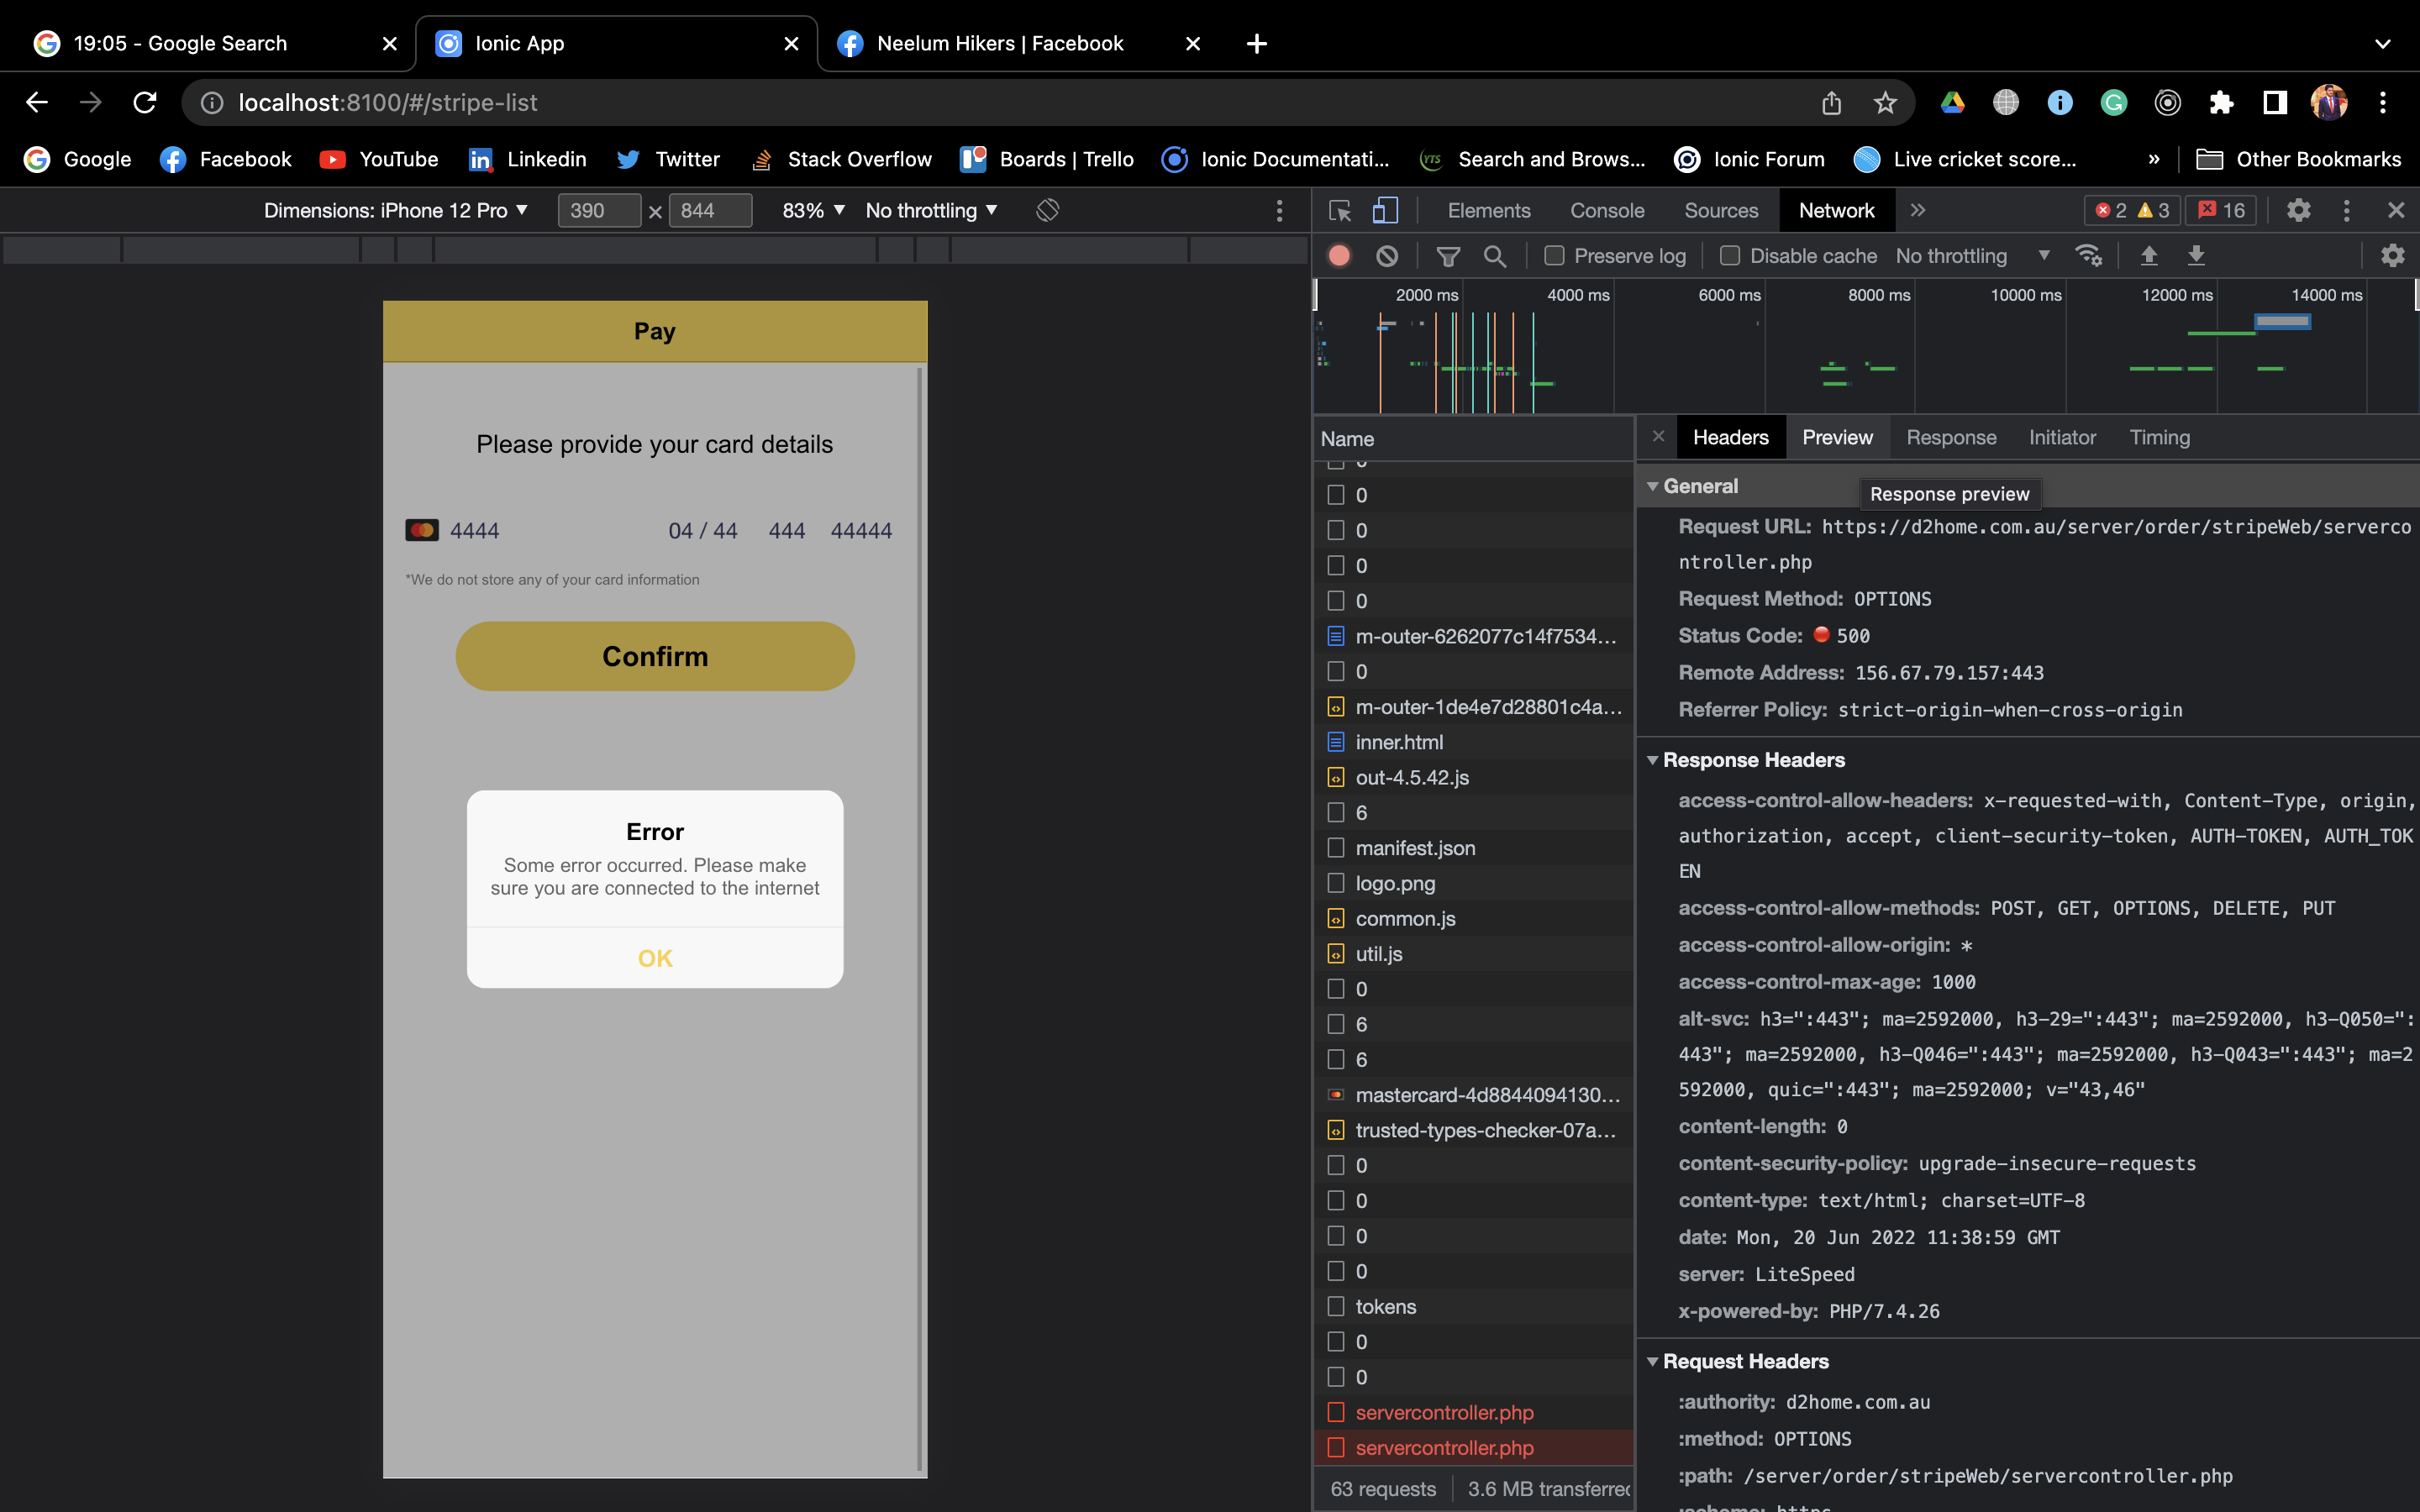 19:05 - Google Search
Ionic App
Neelum Hikers | Facebook
localhost:8100/#/stripe-list
Google
Facebook
YouTube
Linkedin
Twitter
Stack Overflow
Boards | Trello
Ionic Documentati...
Search and Brows...
Ionic Forum
Live cricket score...
»
Other Bookmarks
Dimensions: iPhone 12 Pro
390 × 844
83%
No throttling
Elements
Console
Sources
Network
»
2
3
16
Preserve log
Disable cache
No throttling
2000 ms
4000 ms
6000 ms
8000 ms
10000 ms
12000 ms
14000 ms
Pay
Please provide your card details
4444 04 / 44 444 44444
*We do not store any of your card information
Confirm
Error
Some error occurred. Please make
sure you are connected to the internet
OK
Name
0
0
0
0
m-outer-6262077c14f7534...
0
m-outer-1de4e7d28801c4a...
inner.html
out-4.5.42.js
6
manifest.json
logo.png
common.js
util.js
0
6
6
mastercard-4d8844094130...
trusted-types-checker-07a...
0
0
0
0
tokens
0
0
servercontroller.php
servercontroller.php
63 requests
3.6 MB transferred
Headers
Preview
Response
Initiator
Timing
General
Response preview
Request URL: https://d2home.com.au/server/order/stripeWeb/serverco
ntroller.php
Request Method: OPTIONS
Status Code: 500
Remote Address: 156.67.79.157:443
Referrer Policy: strict-origin-when-cross-origin
Response Headers
access-control-allow-headers: x-requested-with, Content-Type, origin,
authorization, accept, client-security-token, AUTH-TOKEN, AUTH_TOK
EN
access-control-allow-methods: POST, GET, OPTIONS, DELETE, PUT
access-control-allow-origin: *
access-control-max-age: 1000
alt-svc: h3=":443"; ma=2592000, h3-29=":443"; ma=2592000, h3-Q050=":
443"; ma=2592000, h3-Q046=":443"; ma=2592000, h3-Q043=":443"; ma=2
592000, quic=":443"; ma=2592000; v="43,46"
content-length: 0
content-security-policy: upgrade-insecure-requests
content-type: text/html; charset=UTF-8
date: Mon, 20 Jun 2022 11:38:59 GMT
server: LiteSpeed
x-powered-by: PHP/7.4.26
Request Headers
:authority: d2home.com.au
:method: OPTIONS
:path: /server/order/stripeWeb/servercontroller.php